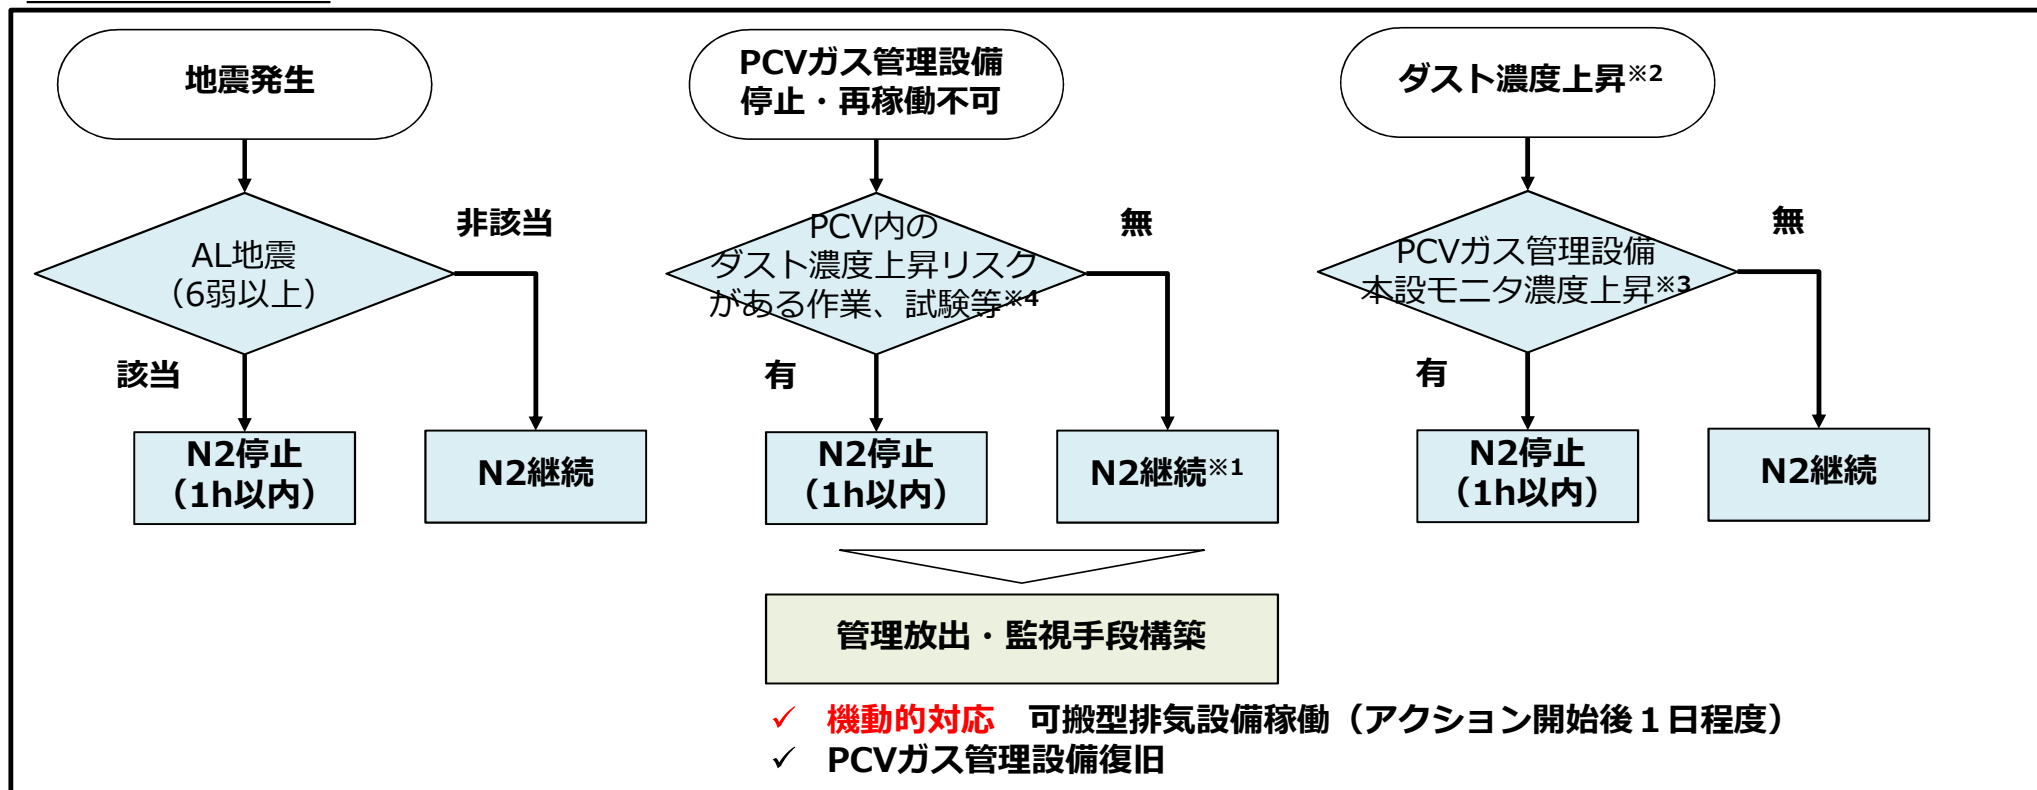 地震発生
AL地震
（6弱以上）
非該当
該当
N2停止
（1h以内）
N2継続
PCVガス管理設備
停止・再稼働不可
PCV内の
ダスト濃度上昇リスク
がある作業、試験等※4
無
有
N2停止
（1h以内）
N2継続※1
ダスト濃度上昇※2
PCVガス管理設備
本設モニタ濃度上昇※3
無
有
N2停止
（1h以内）
N2継続
管理放出・監視手段構築
✓ 機動的対応　可搬型排気設備稼働（アクション開始後１日程度）
✓ PCVガス管理設備復旧